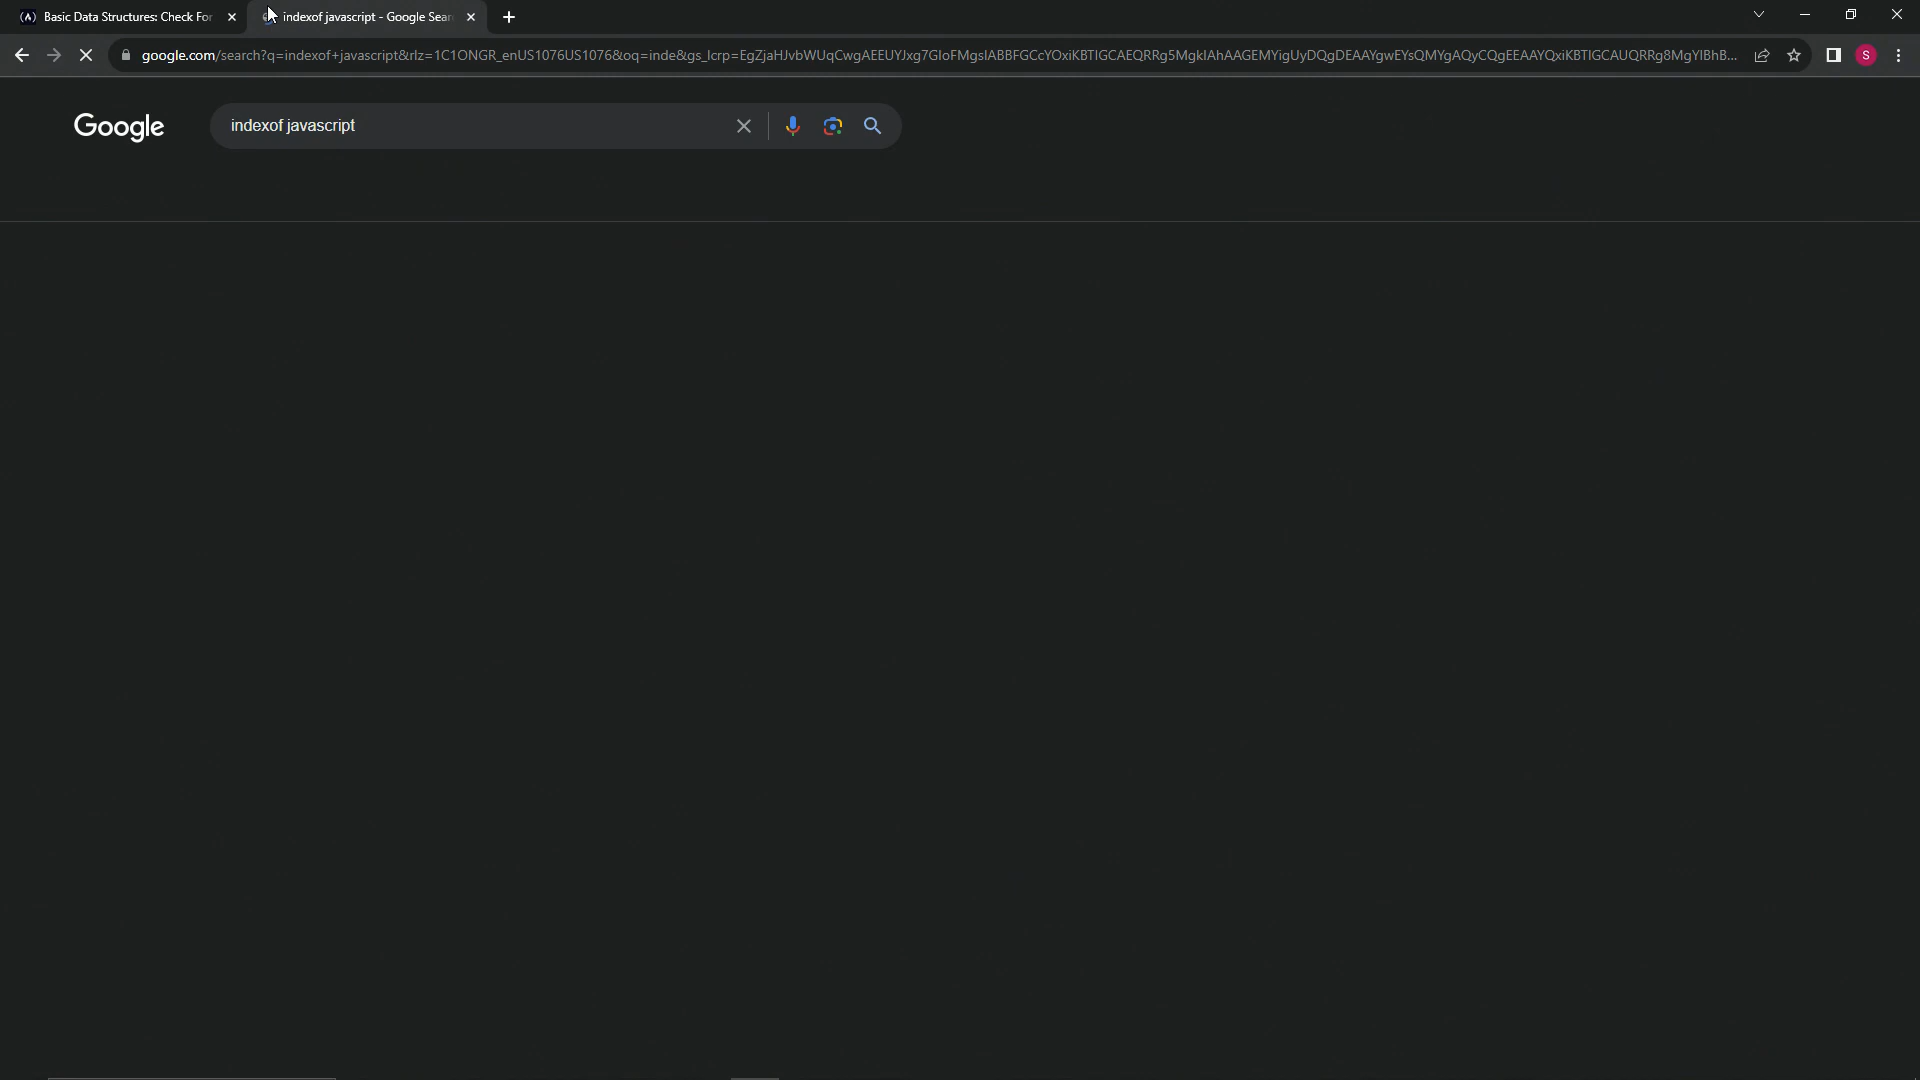 Basic Data Structures: Check For
indexof javascript - Google Sear
google.com/search?q=indexof+javascript&rlz=1C1ONGR_enUS1076US1076&oq=inde&gs_lcrp=EgZjaHJvbWUqCwgAEEUYJxg7GIoFMgsIABBFGCcYOxiKBTIGCAEQRRg5MgkIAhAAGEMYigUyDQgDEAAYgwEYsQMYgAQyCQgEEAAYQxiKBTIGCAUQRRg8MgYIBhB...
S
Google
indexof javascript